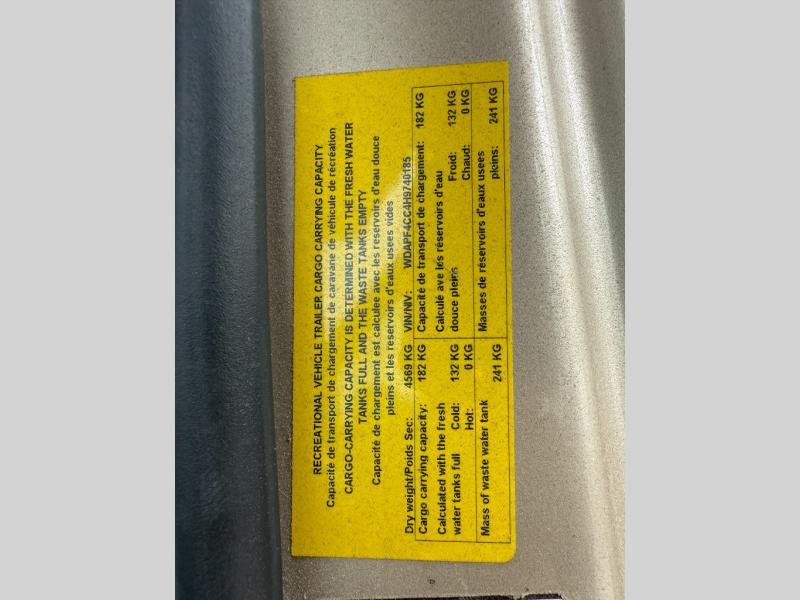 RECREATIONAL VEHICLE TRAILER CARGO CARRYING CAPACITY
Capacité de transport de chargement de caravane de véhicule de récréation
CARGO-CARRYING CAPACITY IS DETERMINED WITH THE FRESH WATER
TANKS FULL AND THE WASTE TANKS EMPTY
Capacité de chargement est calculee avec les reservoirs d'eau douce
pleins et les reservoirs d'eaux usees vides
Dry weight/Poids Sec: 4569 KG VIN/NIV: WDAPF4CC4H9740185
Cargo carrying capacity: 182 KG Capacité de transport de chargement: 182 KG
Calculated with the fresh Calculé ave les réservoirs d'eau
water tanks full Cold: 132 KG douce pleins Froid: 132 KG
Hot: 0 KG Chaud: 0 KG
Mass of waste water tank 241 KG Masses de réservoirs d'eaux usees
pleins: 241 KG